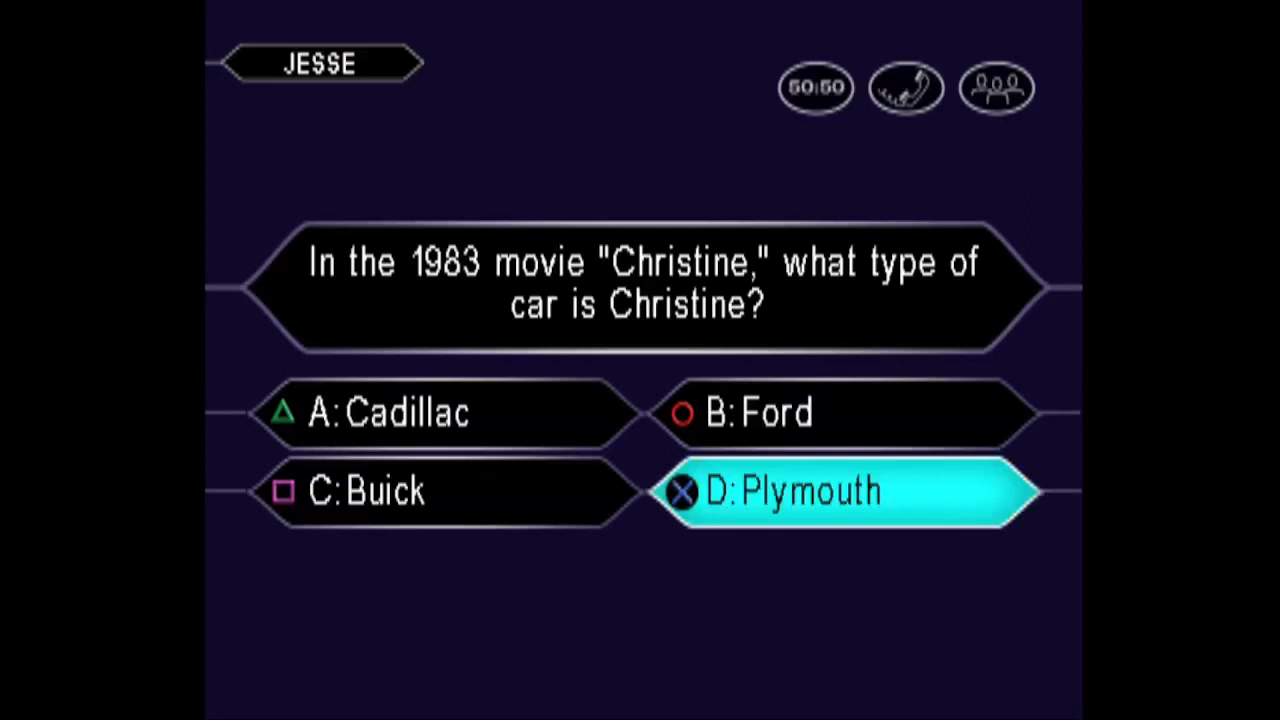 JESSE
50:50
In the 1983 movie "Christine," what type of
car is Christine?
A: Cadillac
B: Ford
C: Buick
D: Plymouth